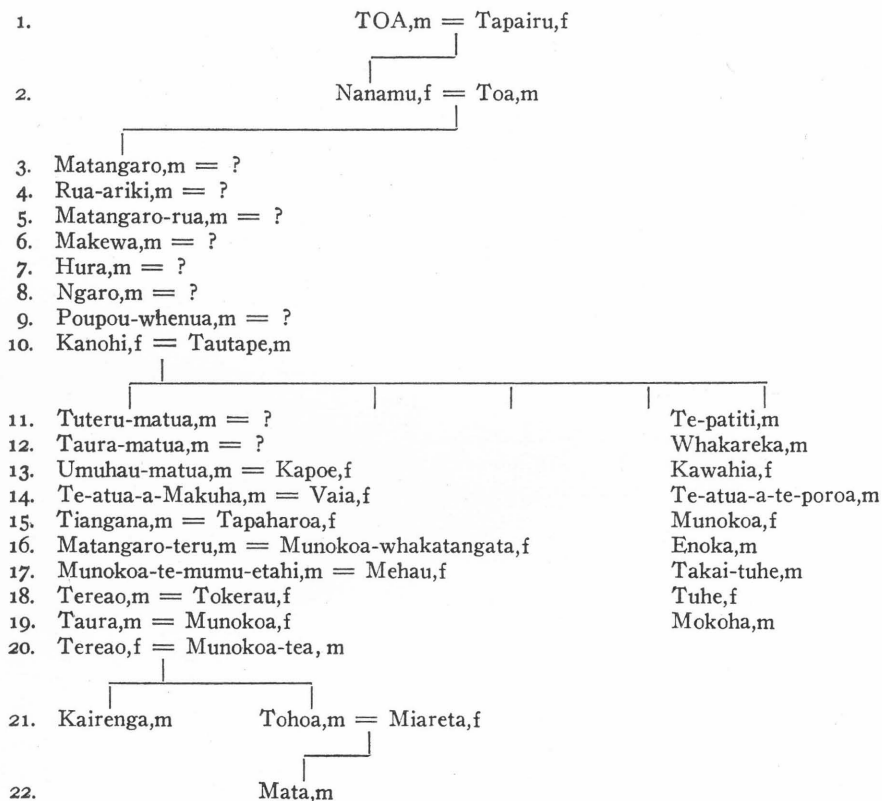 1. TOA,m = Tapairu,f
2. Nanamu,f = Toa,m
3. Matangaro,m = ?
4. Rua-ariki,m = ?
5. Matangaro-rua,m = ?
6. Makewa,m = ?
7. Hura,m = ?
8. Ngaro,m = ?
9. Poupou-whenua,m = ?
10. Kanohi,f = Tautape,m
11. Tuteru-matua,m = ? Te-patiti,m
12. Taura-matua,m = ? Whakareka,m
13. Umuhau-matua,m = Kapoe,f Kawahia,f
14. Te-atua-a-Makuha,m = Vaia,f Te-atua-a-te-poroa,m
15. Tiangana,m = Tapaharoa,f Munokoa,f
16. Matangaro-teru,m = Munokoa-whakatangata,f Enoka,m
17. Munokoa-te-mumu-etahi,m = Mehau,f Takai-tuhe,m
18. Tereao,m = Tokerau,f Tuhe,f
19. Taura,m = Munokoa,f Mokoha,m
20. Tereao,f = Munokoa-tea, m
21. Kairenga,m Tohoa,m = Miareta,f
22. Mata,m